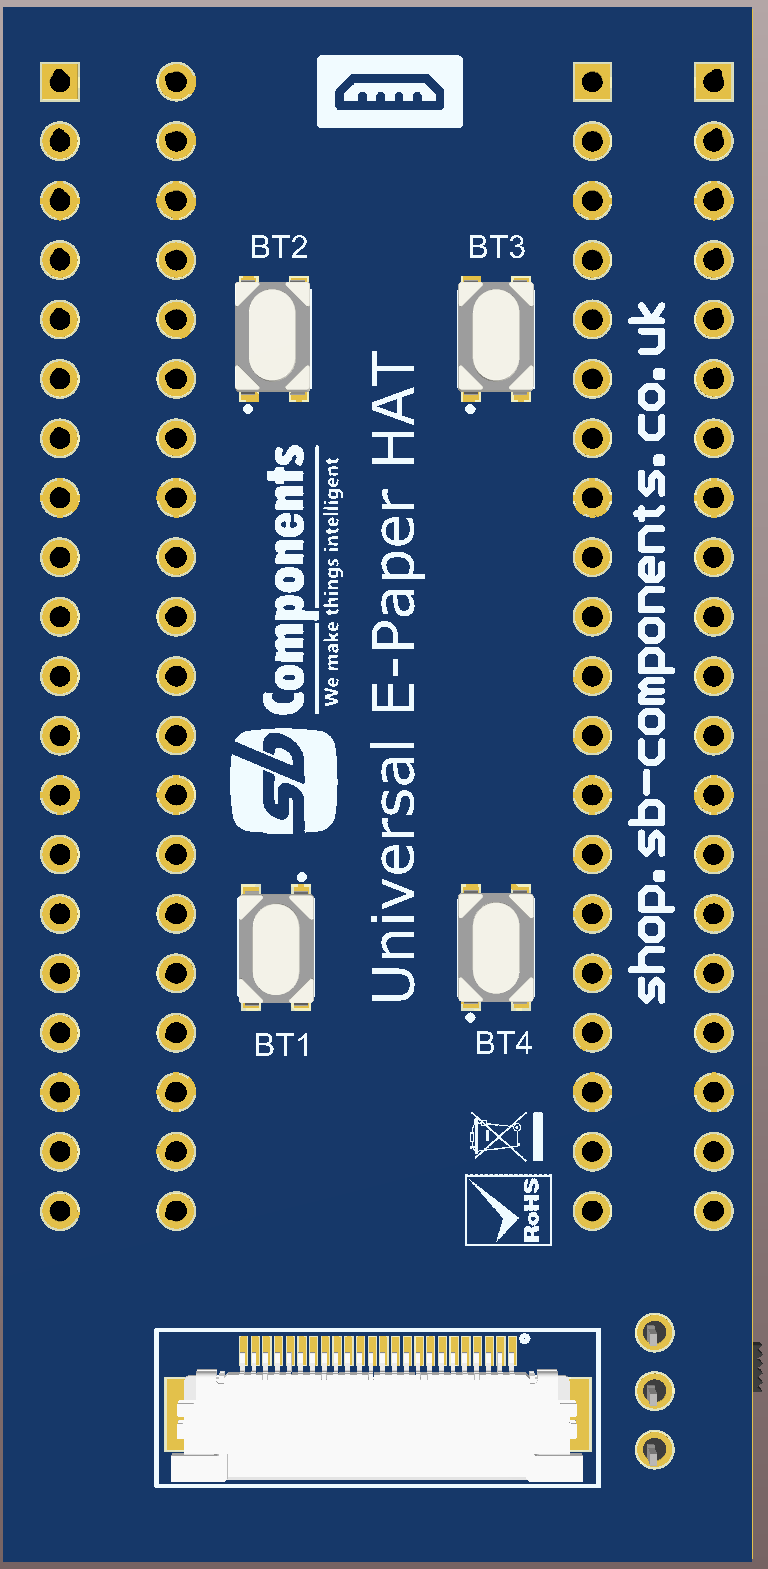 BT2
BT3
sb
Components
We make things intelligent
Universal E-Paper HAT
shop.sb-components.co.uk
BT1
BT4
RoHS